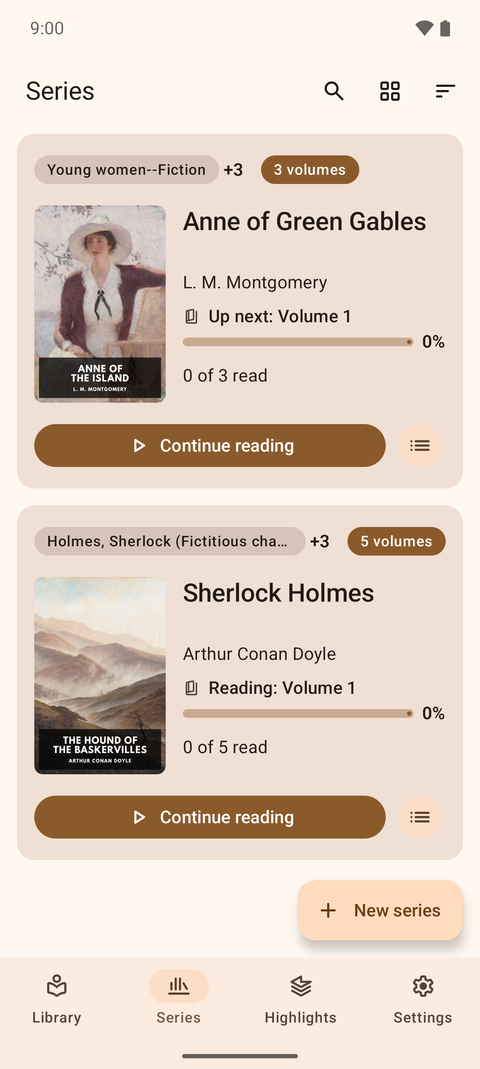 9:00
Series
Young women--Fiction +3 3 volumes
Anne of Green Gables
L. M. Montgomery
Up next: Volume 1
0%
0 of 3 read
ANNE OF
THE ISLAND
L. M. MONTGOMERY
Continue reading
Holmes, Sherlock (Fictitious cha... +3 5 volumes
Sherlock Holmes
Arthur Conan Doyle
Reading: Volume 1
0%
0 of 5 read
THE HOUND OF
THE BASKERVILLES
ARTHUR CONAN DOYLE
Continue reading
New series
Library Series Highlights Settings